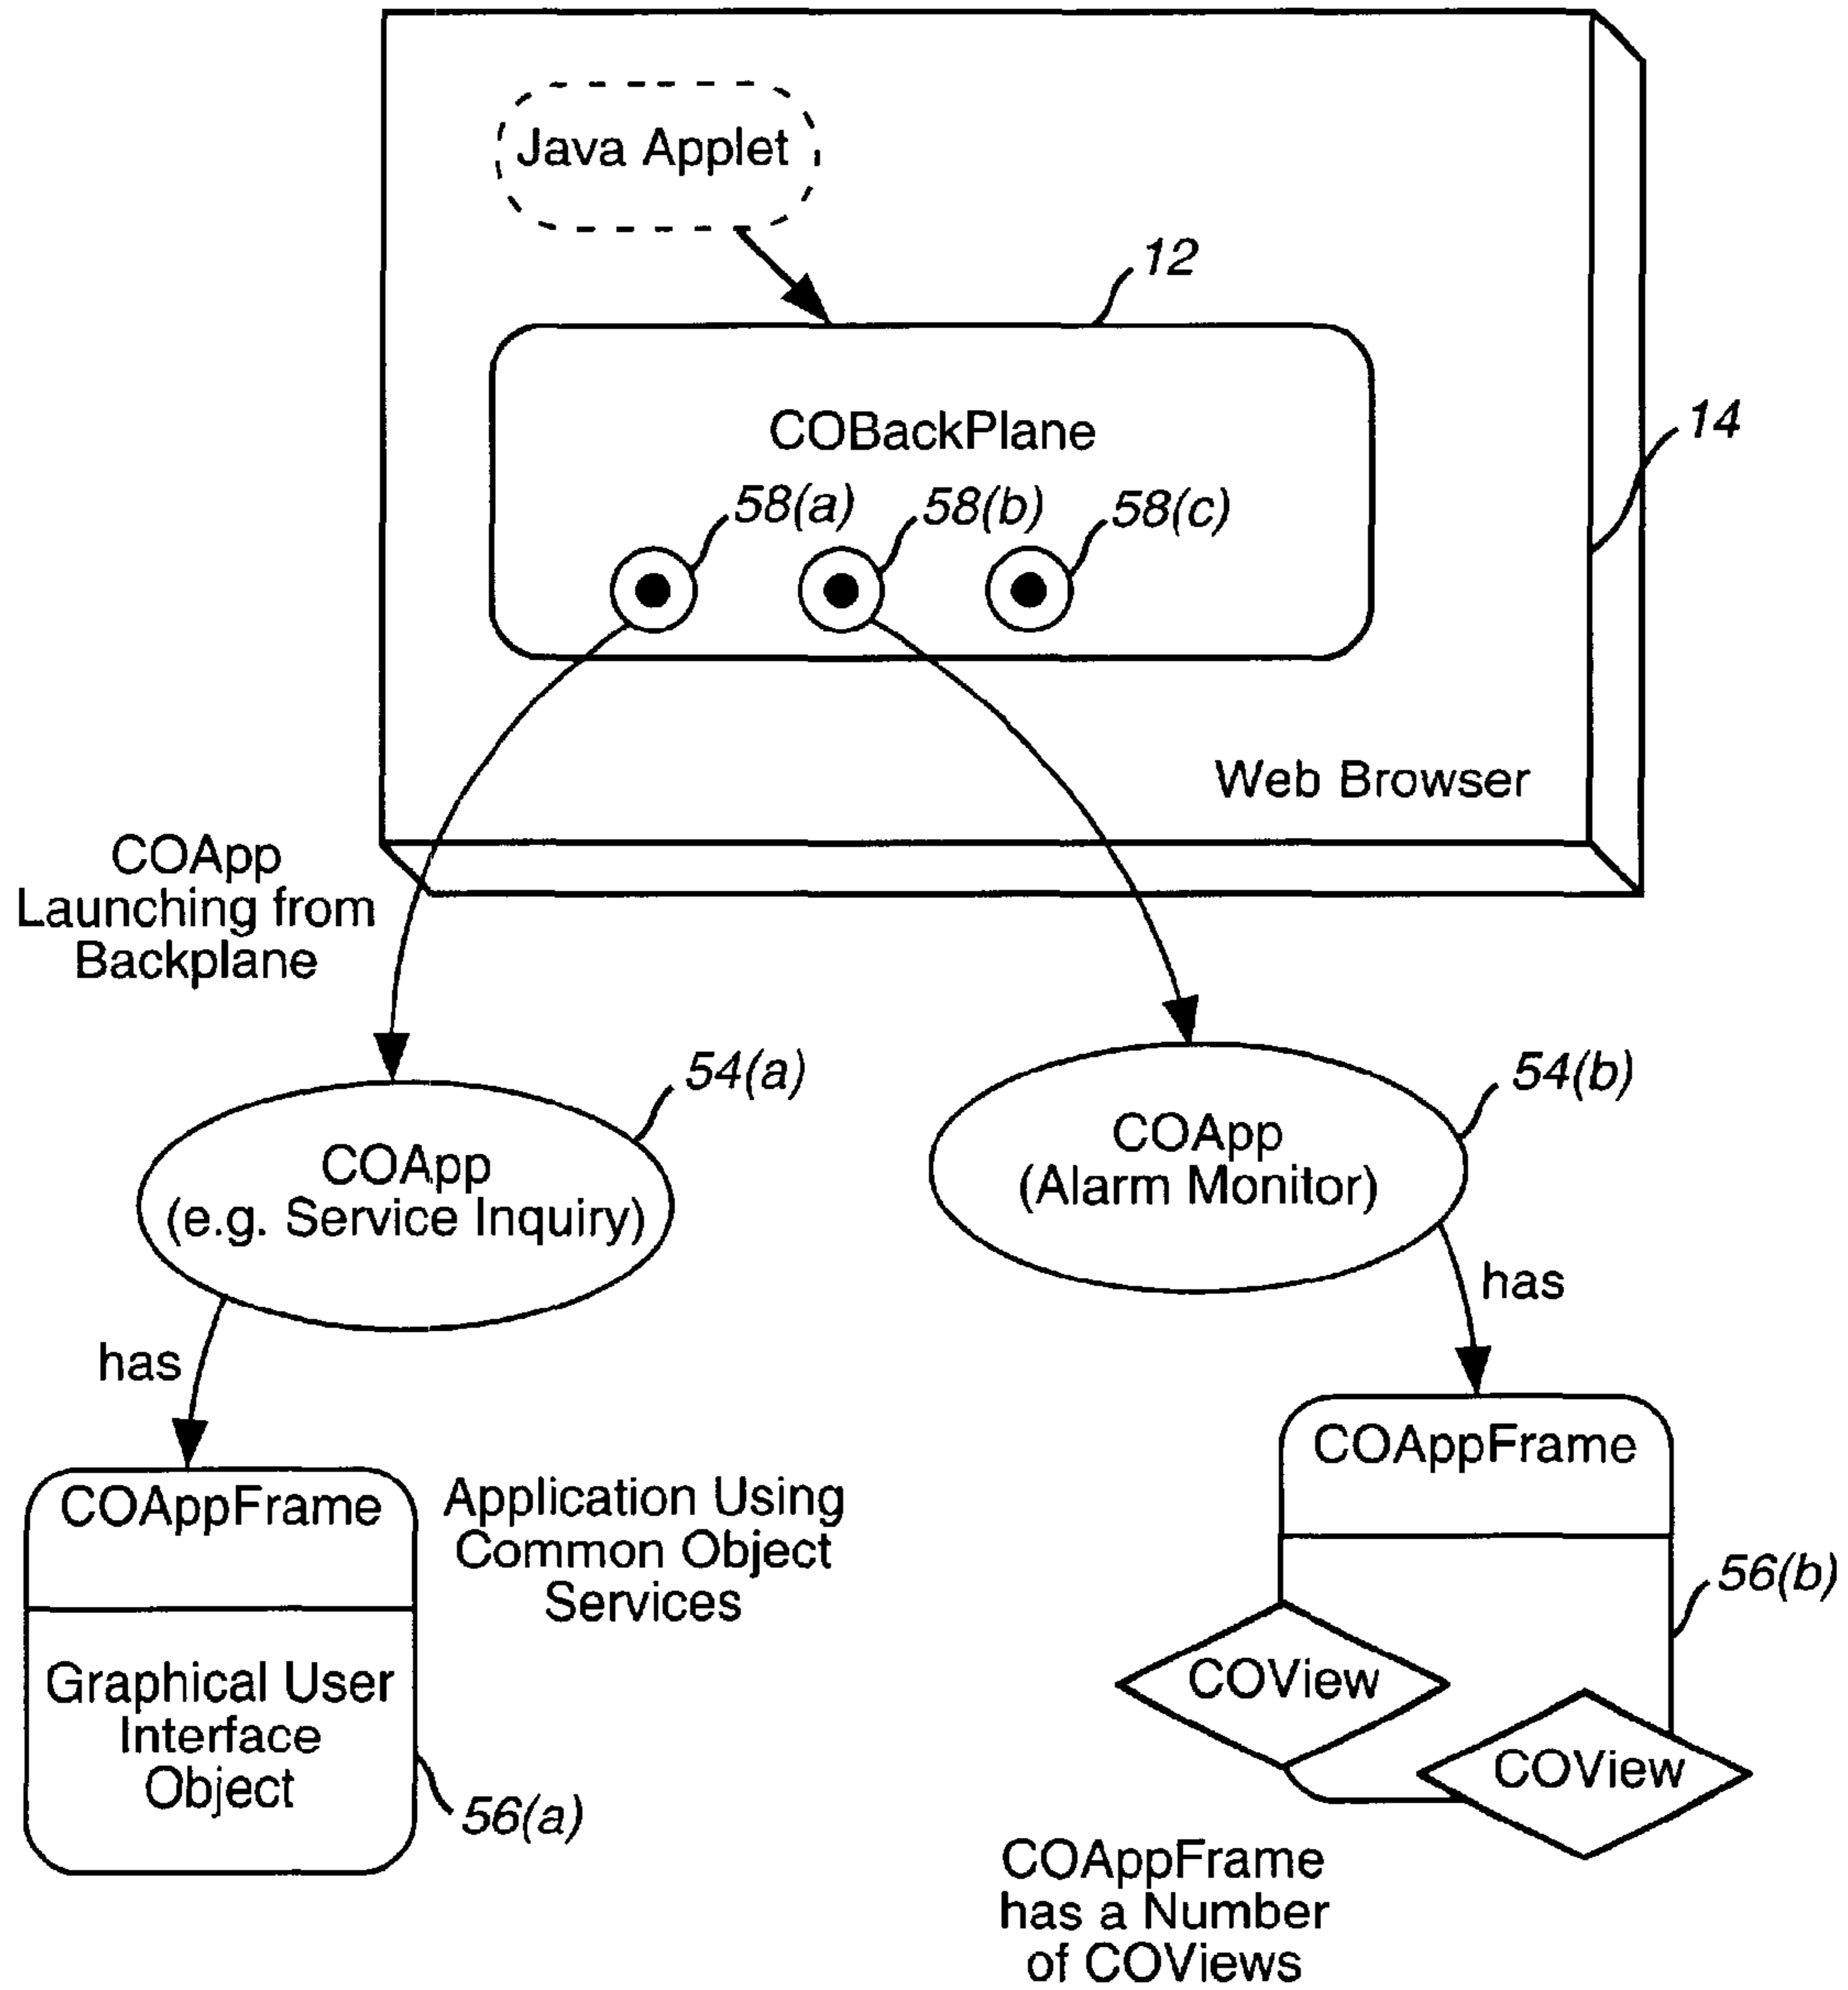 Java Applet
12
COBackPlane
14
58(a)
58(b)
58(c)
Web Browser
COApp
Launching from
Backplane
54(a)
54(b)
COApp
(e.g. Service Inquiry)
COApp
(Alarm Monitor)
has
has
COAppFrame
COAppFrame
Application Using
Common Object
Services
56(b)
Graphical User
Interface
Object
COView
COView
56(a)
COAppFrame
has a Number
of COViews